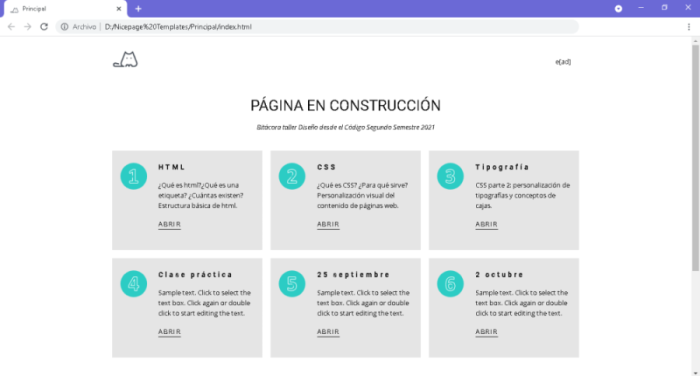 Principal
Archivo
D:/Nicepage%20Templates/Principal/index.html
e[ad]
PÁGINA EN CONSTRUCCIÓN
Bitácora taller Diseño desde el Código Segundo Semestre 2021
1
HTML
¿Qué es html?¿Qué es una
etiqueta? ¿Cuántas existen?
Estructura básica de html.
ABRIR
2
CSS
¿Qué es CSS? ¿Para qué sirve?
Personalización visual del
contenido de páginas web.
ABRIR
3
Tipografía
CSS parte 2: personalización de
tipografías y conceptos de
cajas.
ABRIR
4
Clase práctica
Sample text. Click to select the
text box. Click again or double
click to start editing the text.
ABRIR
5
25 septiembre
Sample text. Click to select the
text box. Click again or double
click to start editing the text.
ABRIR
6
2 octubre
Sample text. Click to select the
text box. Click again or double
click to start editing the text.
ABRIR